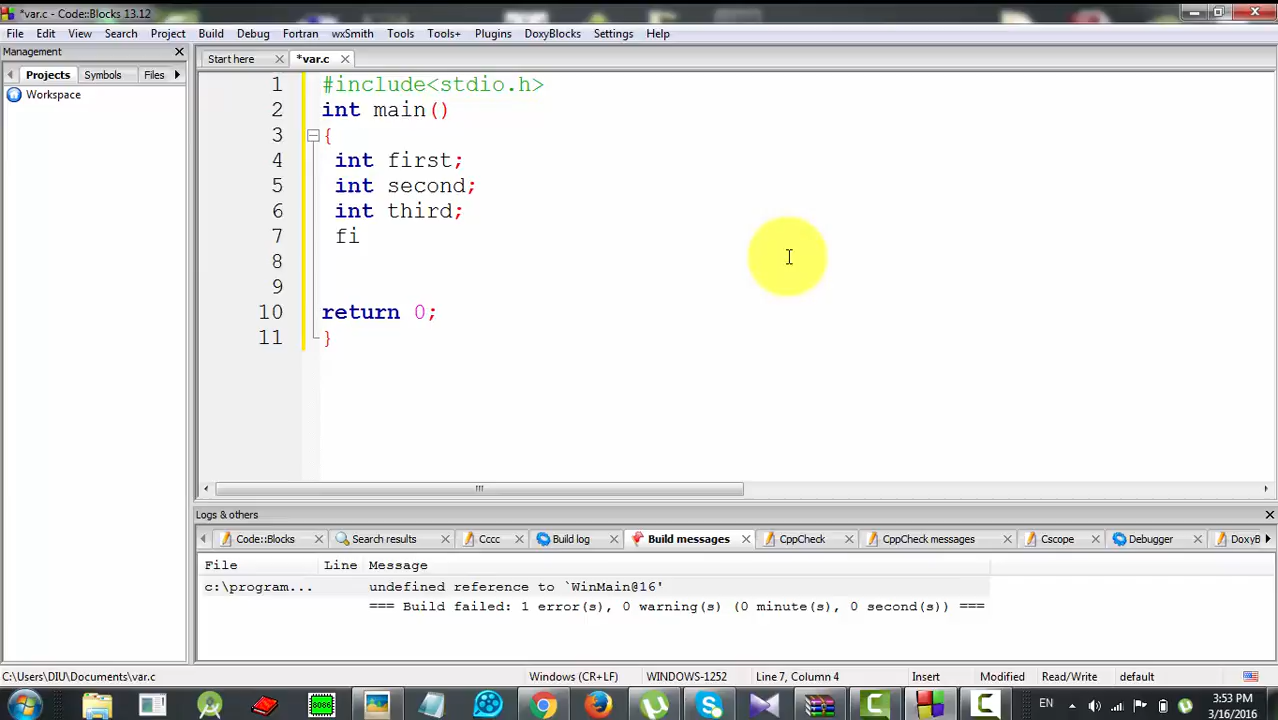 *var.c - Code::Blocks 13.12
File Edit View Search Project Build Debug Fortran wxSmith Tools Tools+ Plugins DoxyBlocks Settings Help
Management
Start here *var.c
Projects Symbols Files
Workspace
1 #include<stdio.h>
2 int main()
3 {
4 int first;
5 int second;
6 int third;
7 fi
8
9
10 return 0;
11 }
Logs & others
Code::Blocks Search results Cccc Build log Build messages CppCheck CppCheck messages Cscope Debugger DoxyB
File Line Message
c:\program... undefined reference to `WinMain@16'
=== Build failed: 1 error(s), 0 warning(s) (0 minute(s), 0 second(s)) ===
C:\Users\DIU\Documents\var.c Windows (CR+LF) WINDOWS-1252 Line 7, Column 4 Insert Modified Read/Write default
8086
EN 3:53 PM
3/16/2016